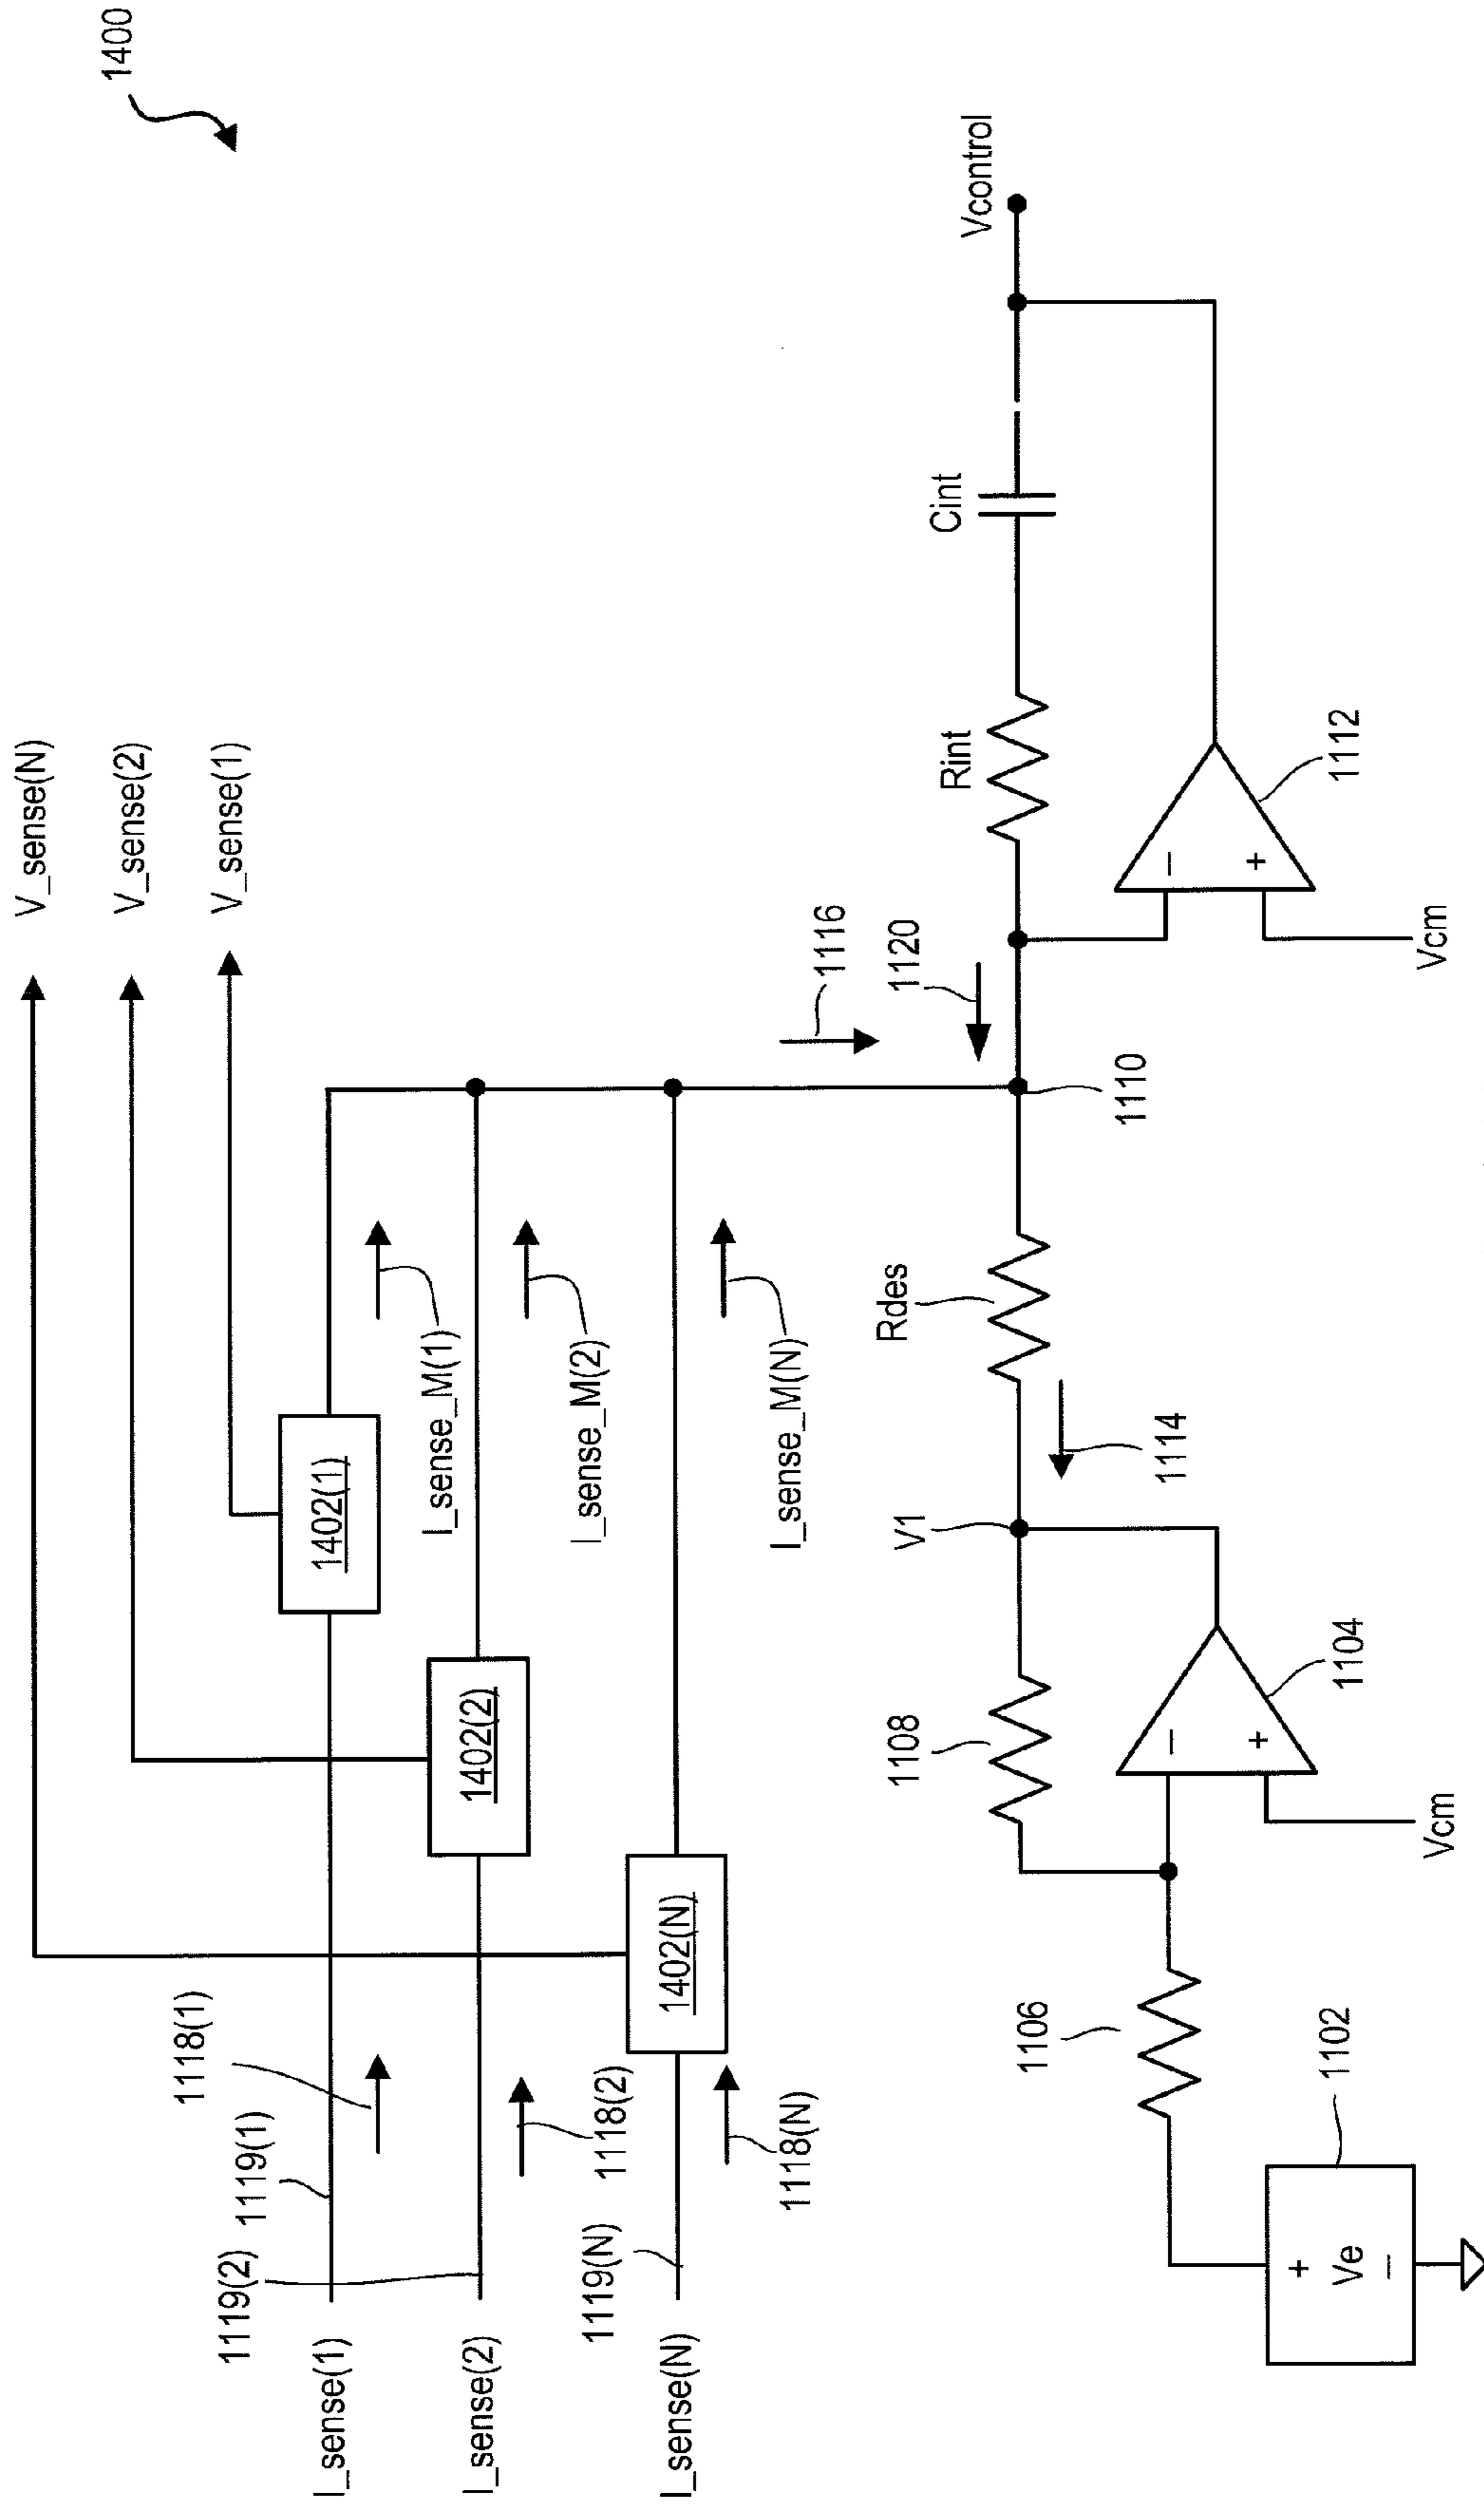 1400
V_sense(N)
V_sense(2)
V_sense(1)
1402(1)
1402(2)
1402(N)
I_sense_M(1)
I_sense_M(2)
I_sense_M(N)
1118(1)
1119(1)
1119(2)
1118(2)
1119(N)
1118(N)
I_sense(1)
I_sense(2)
I_sense(N)
1116
1120
1110
Vcontrol
Cint
Rint
1112
−
+
Vcm
Rdes
1114
V1
1108
1104
−
+
Vcm
1106
1102
+
Ve
−